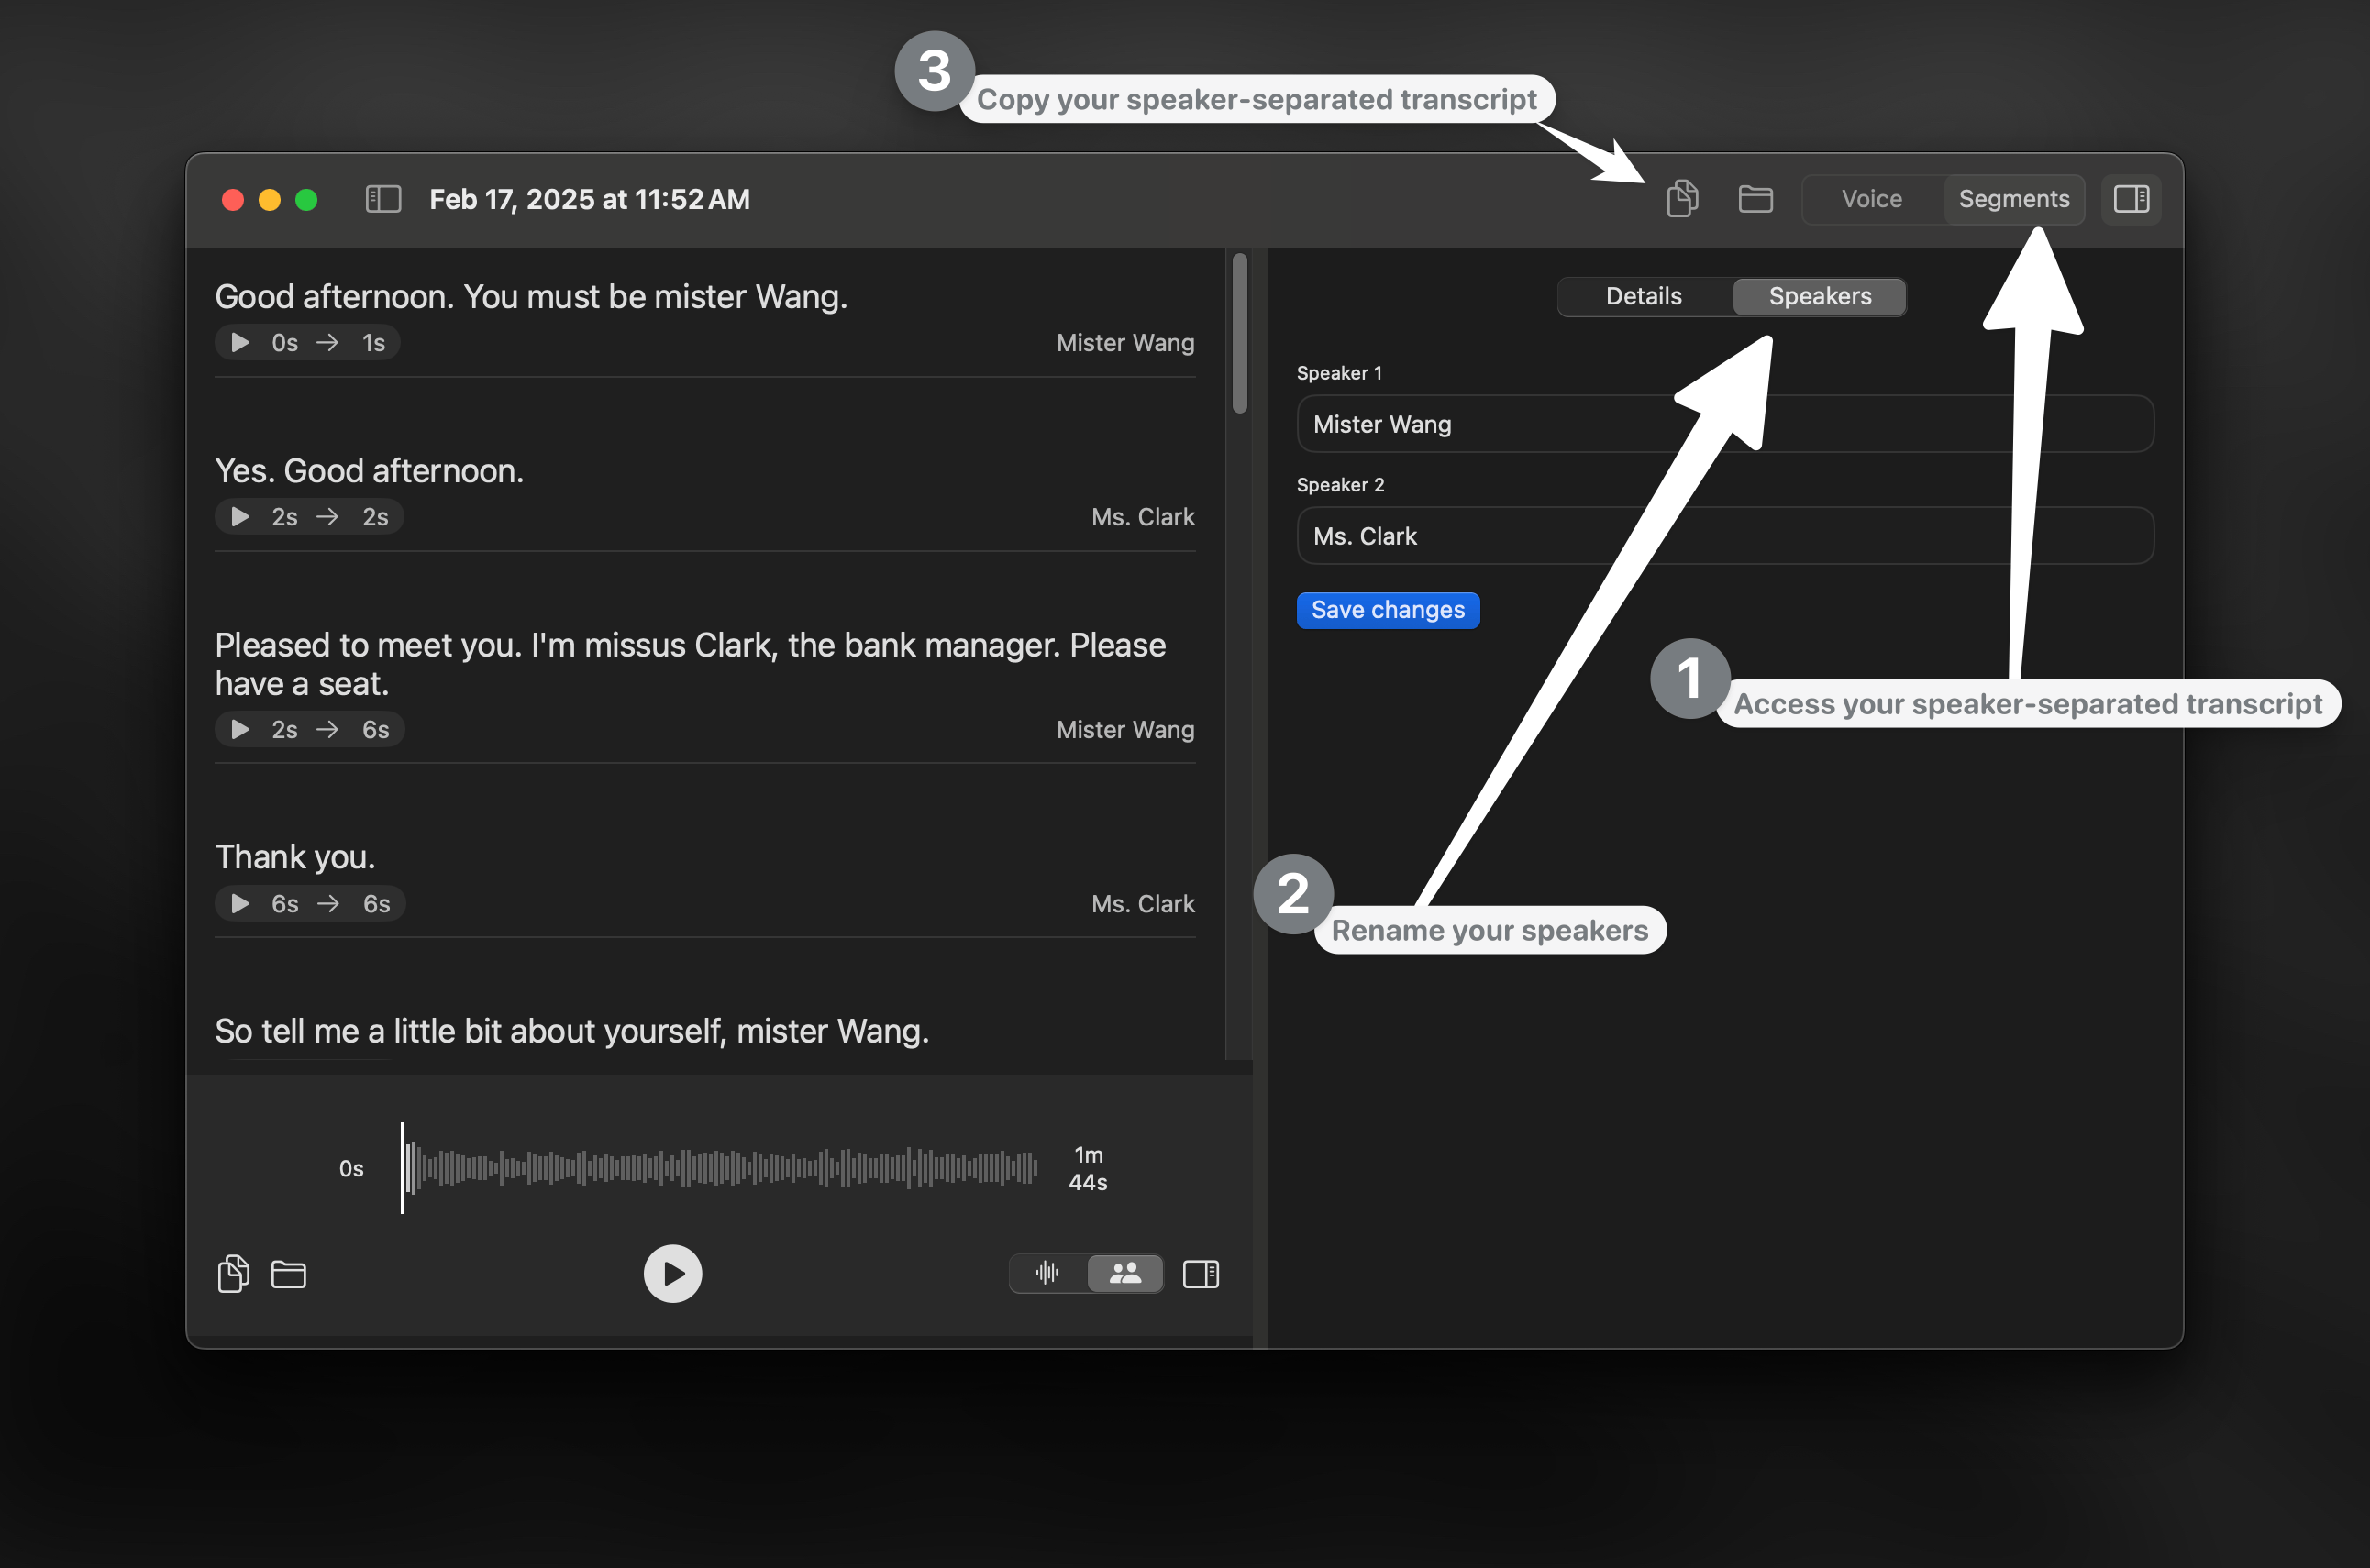 3
Copy your speaker-separated transcript
Feb 17, 2025 at 11:52 AM
Voice
Segments
Good afternoon. You must be mister Wang.
0s → 1s
Mister Wang
Yes. Good afternoon.
2s → 2s
Ms. Clark
Pleased to meet you. I'm missus Clark, the bank manager. Please
have a seat.
2s → 6s
Mister Wang
Thank you.
6s → 6s
Ms. Clark
So tell me a little bit about yourself, mister Wang.
0s
1m
44s
Details
Speakers
Speaker 1
Mister Wang
Speaker 2
Ms. Clark
Save changes
1
Access your speaker-separated transcript
2
Rename your speakers